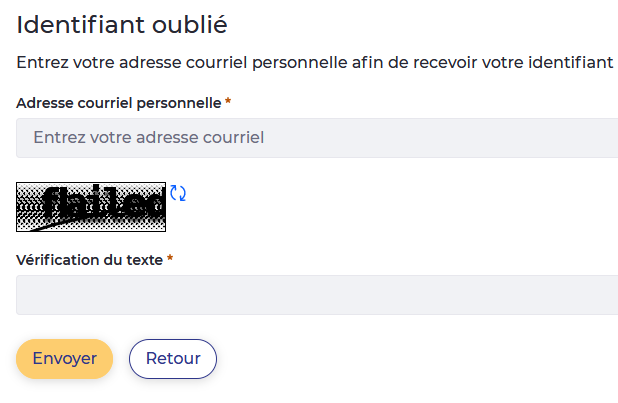 Identifiant oublié
Entrez votre adresse courriel personnelle afin de recevoir votre identifiant
Adresse courriel personnelle *
Entrez votre adresse courriel
Vérification du texte *
Envoyer
Retour